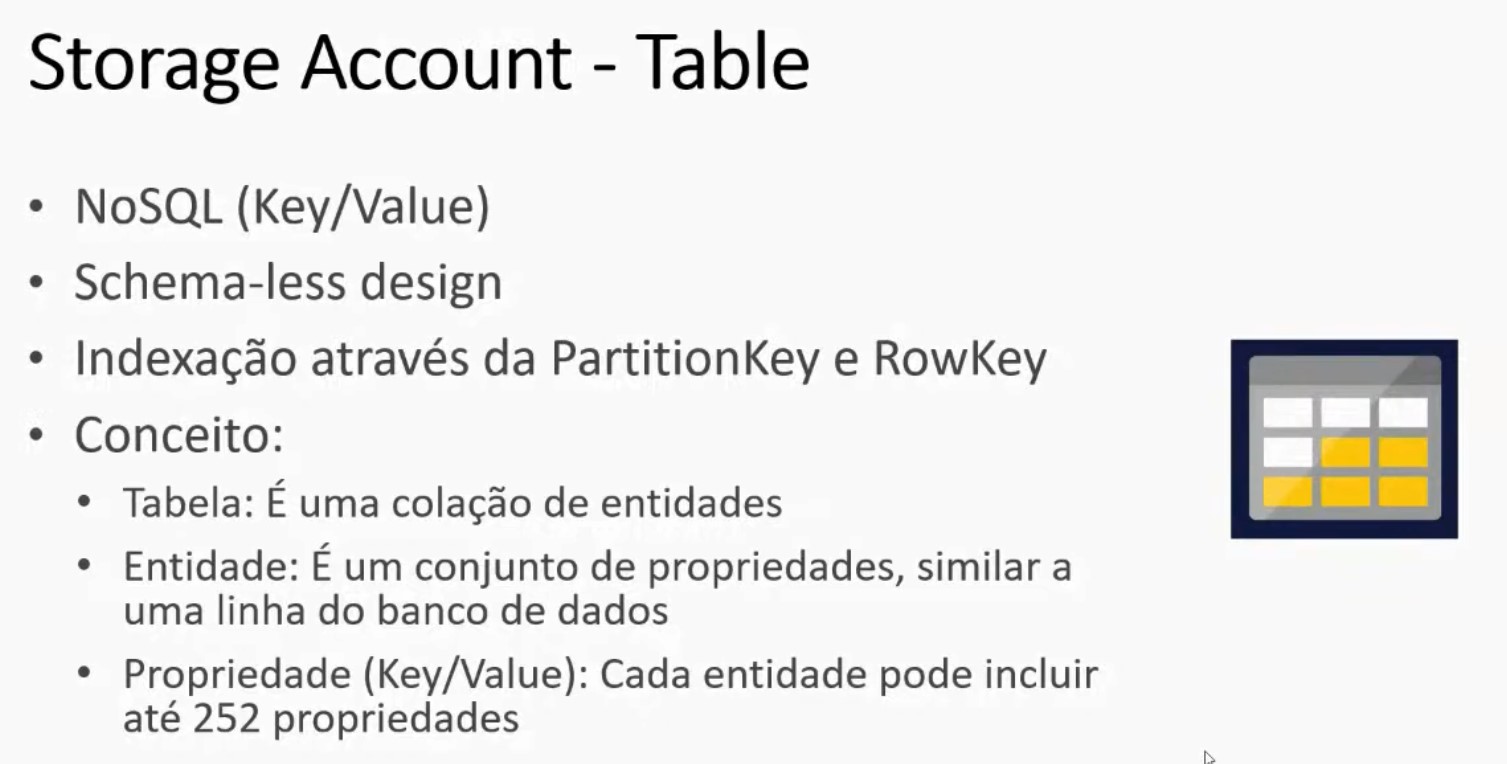 Storage Account - Table
• NoSQL (Key/Value)
• Schema-less design
• Indexação através da PartitionKey e RowKey
• Conceito:
• Tabela: É uma colação de entidades
• Entidade: É um conjunto de propriedades, similar a
uma linha do banco de dados
• Propriedade (Key/Value): Cada entidade pode incluir
até 252 propriedades